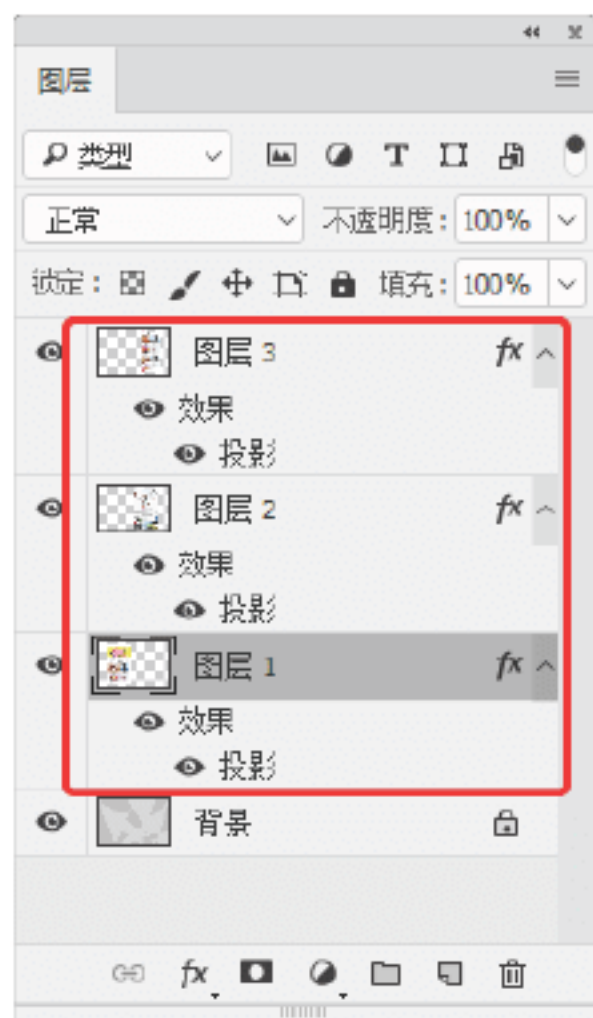 图层
类型
正常 不透明度: 100%
锁定: 填充: 100%
图层 3 fx
效果
投影
图层 2 fx
效果
投影
图层 1 fx
效果
投影
背景
fx